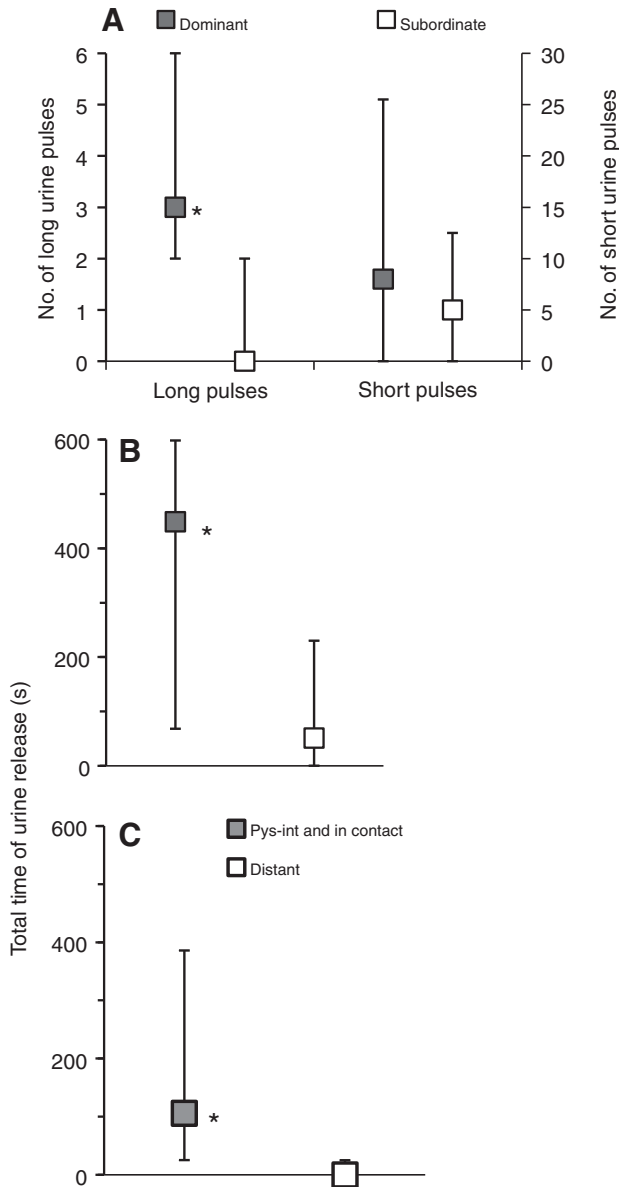 A
Dominant
Subordinate
No. of long urine pulses
6
5
4
3
2
1
0
*
30
25
20
15
10
5
0
No. of short urine pulses
Long pulses
Short pulses
B
600
400
200
0
*
Total time of urine release (s)
C
Pys-int and in contact
Distant
600
400
200
0
*